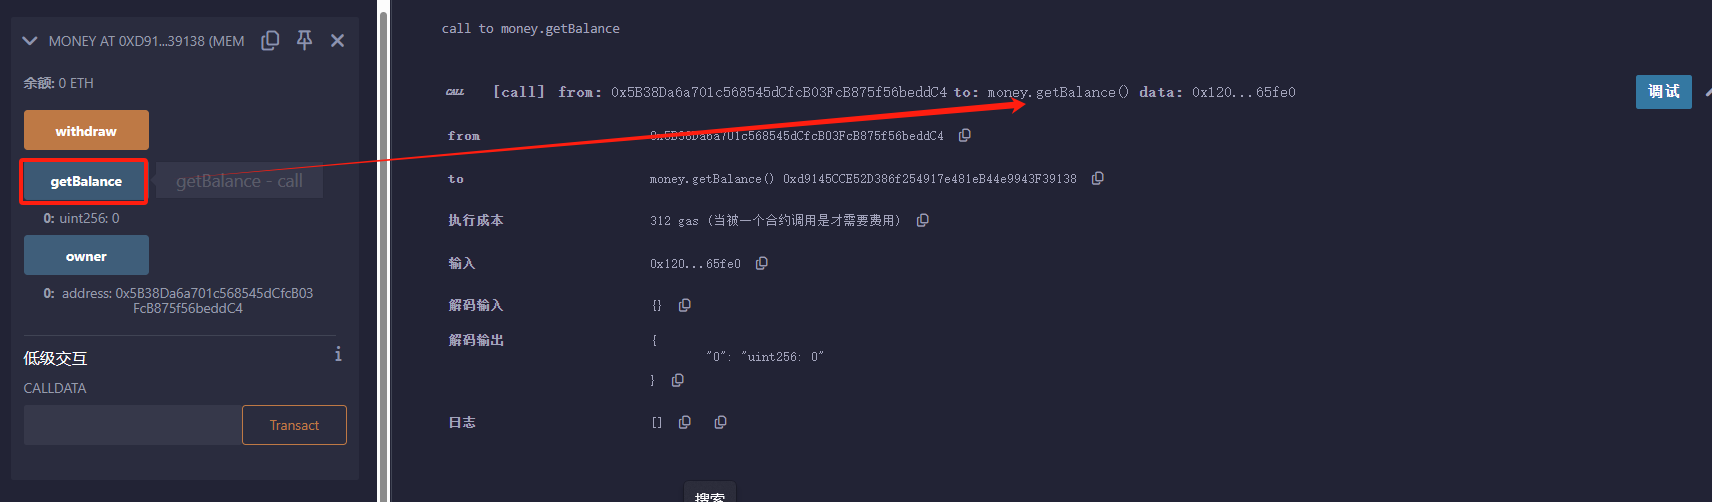 MONEY AT 0XD91...39138 (MEM
余额: 0 ETH
withdraw
getBalance
getBalance - call
0: uint256: 0
owner
0: address: 0x5B38Da6a701c568545dCfcB03
FcB875f56beddC4
低级交互
i
CALLDATA
Transact
call to money.getBalance
CALL [call] from: 0x5B38Da6a701c568545dCfcB03FcB875f56beddC4 to: money.getBalance() data: 0x120...65fe0
调试
from 0x5B38Da6a701c568545dCfcB03FcB875f56beddC4
to money.getBalance() 0xd9145CCE52D386f254917e481eB44e9943F39138
执行成本 312 gas (当被一个合约调用是才需要费用)
输入 0x120...65fe0
解码输入 {}
解码输出 {
"0": "uint256: 0"
}
日志 []
搜索